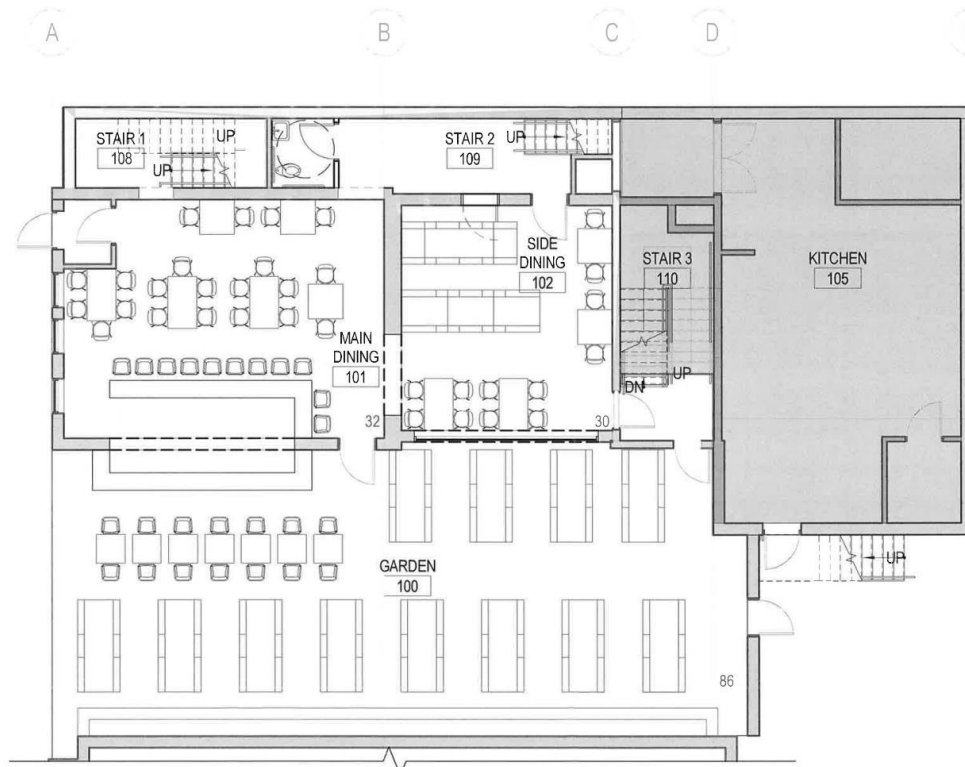 A
B
C
D
STAIR 1
108
UP
UP
STAIR 2
109
UP
SIDE
DINING
102
STAIR 3
110
KITCHEN
105
MAIN
DINING
101
DN
UP
32
30
UP
GARDEN
100
86